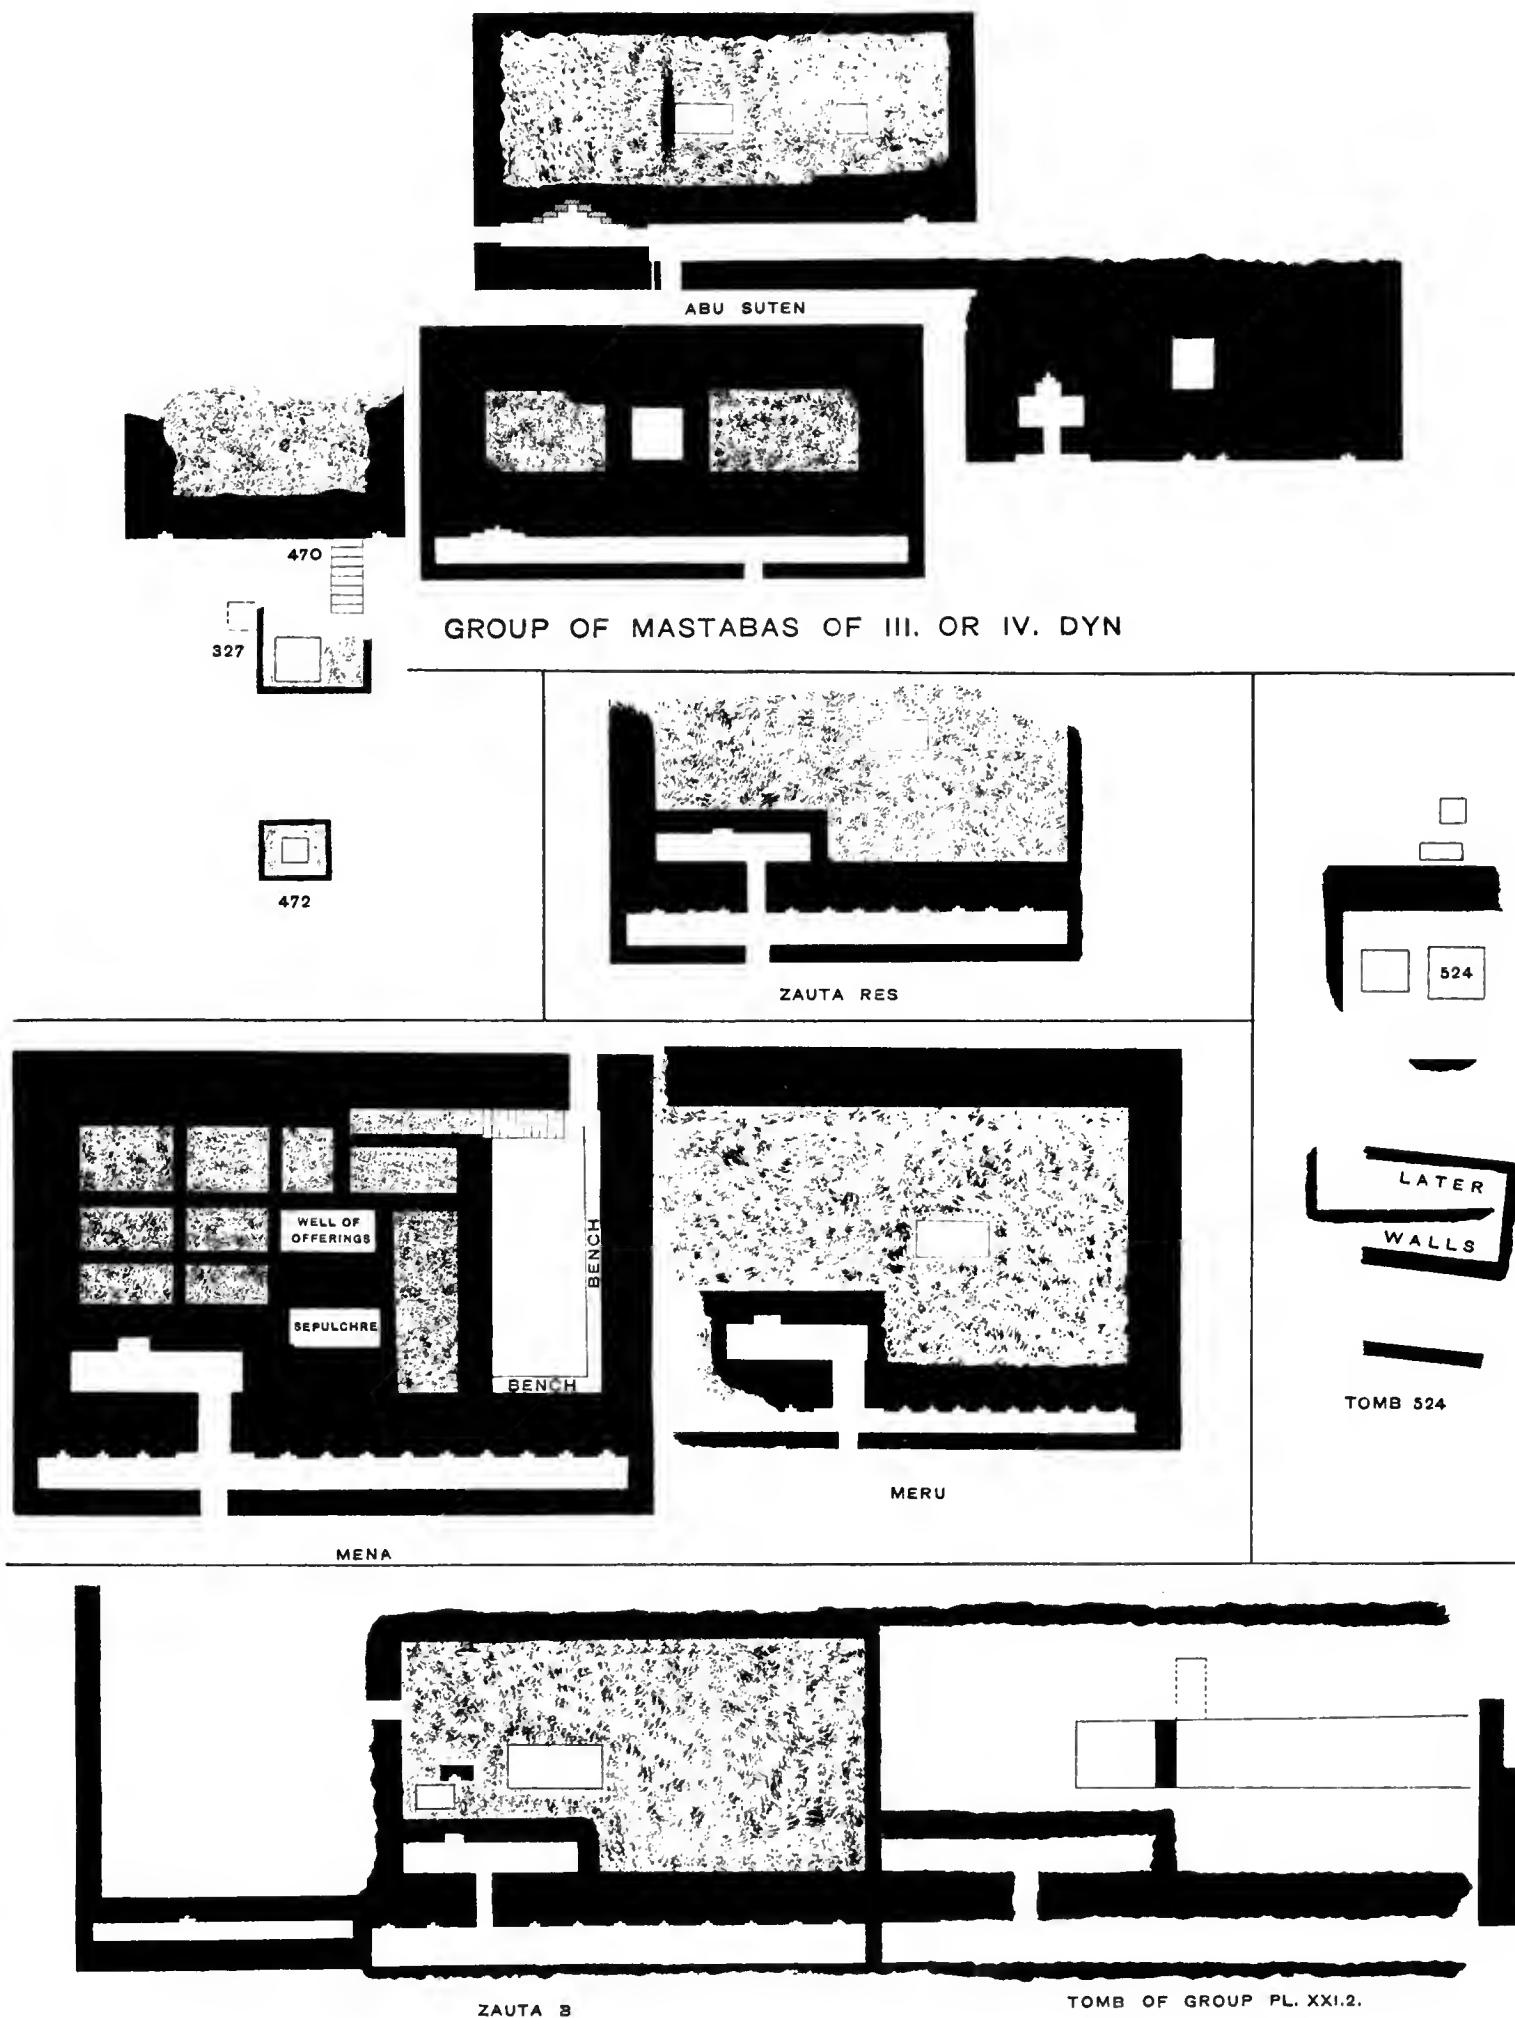 ABU SUTEN
470
327
GROUP OF MASTABAS OF III. OR IV. DYN
472
ZAUTA RES
524
LATER
WALLS
TOMB 524
WELL OF
OFFERINGS
BENCH
SEPULCHRE
BENCH
MERU
MENA
ZAUTA B
TOMB OF GROUP PL. XXI.2.